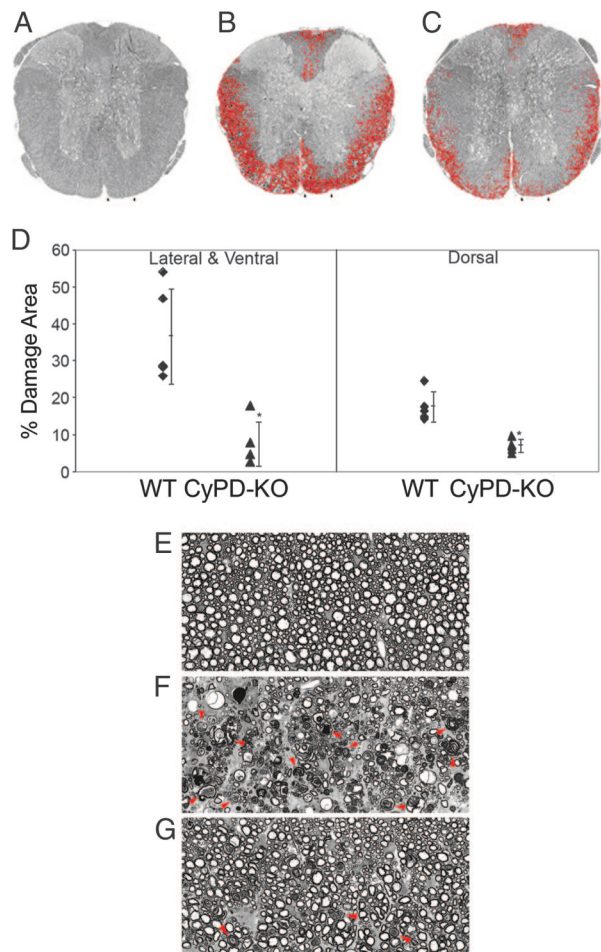 A
B
C
D
60
50
40
30
20
10
0
% Damage Area
Lateral & Ventral
Dorsal
*
*
WT CyPD-KO
WT CyPD-KO
E
F
G